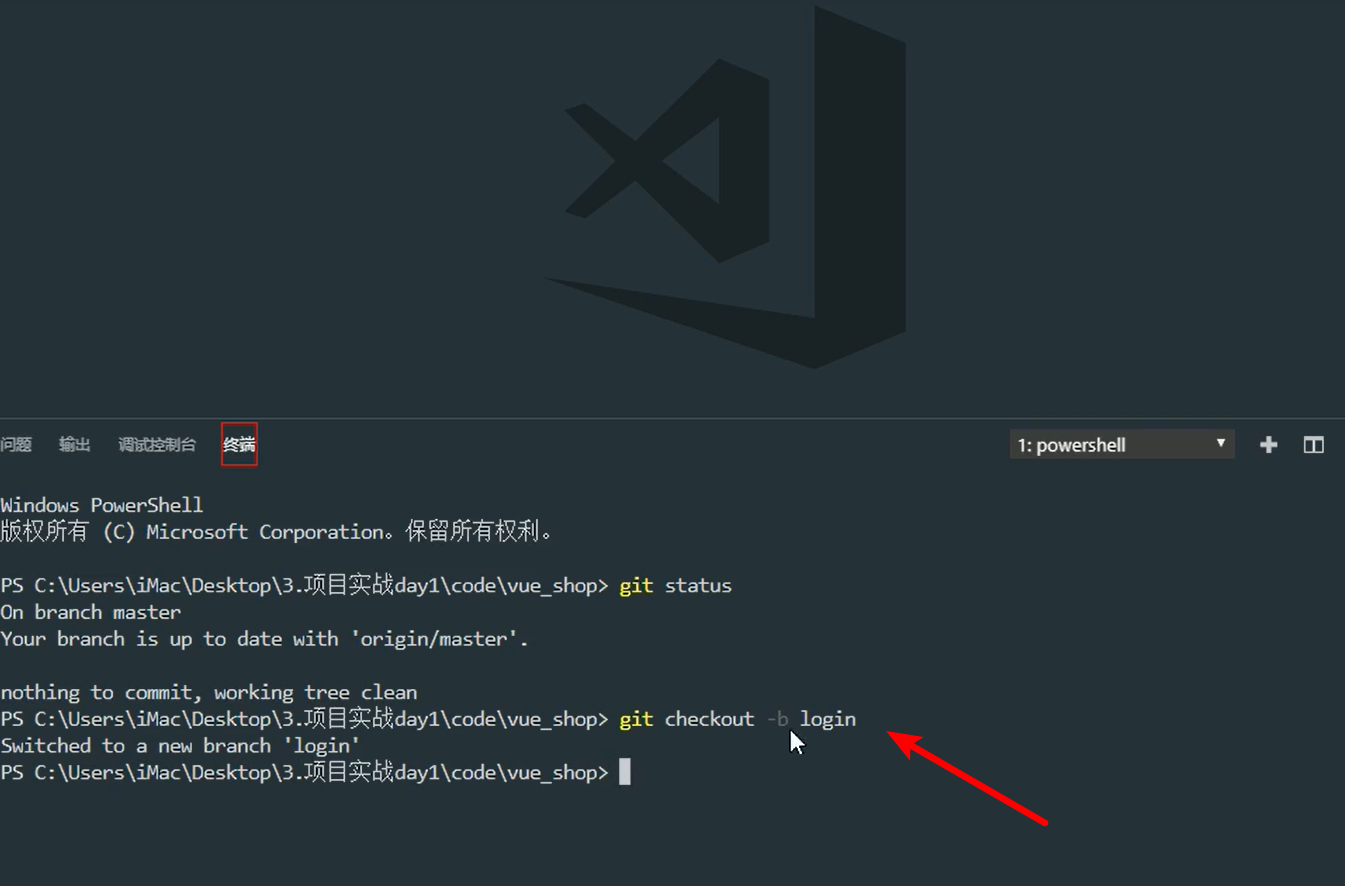 问题 输出 调试控制台 终端 1: powershell
Windows PowerShell
版权所有 (C) Microsoft Corporation。保留所有权利。
PS C:\Users\iMac\Desktop\3.项目实战day1\code\vue_shop> git status
On branch master
Your branch is up to date with 'origin/master'.
nothing to commit, working tree clean
PS C:\Users\iMac\Desktop\3.项目实战day1\code\vue_shop> git checkout -b login
Switched to a new branch 'login'
PS C:\Users\iMac\Desktop\3.项目实战day1\code\vue_shop>